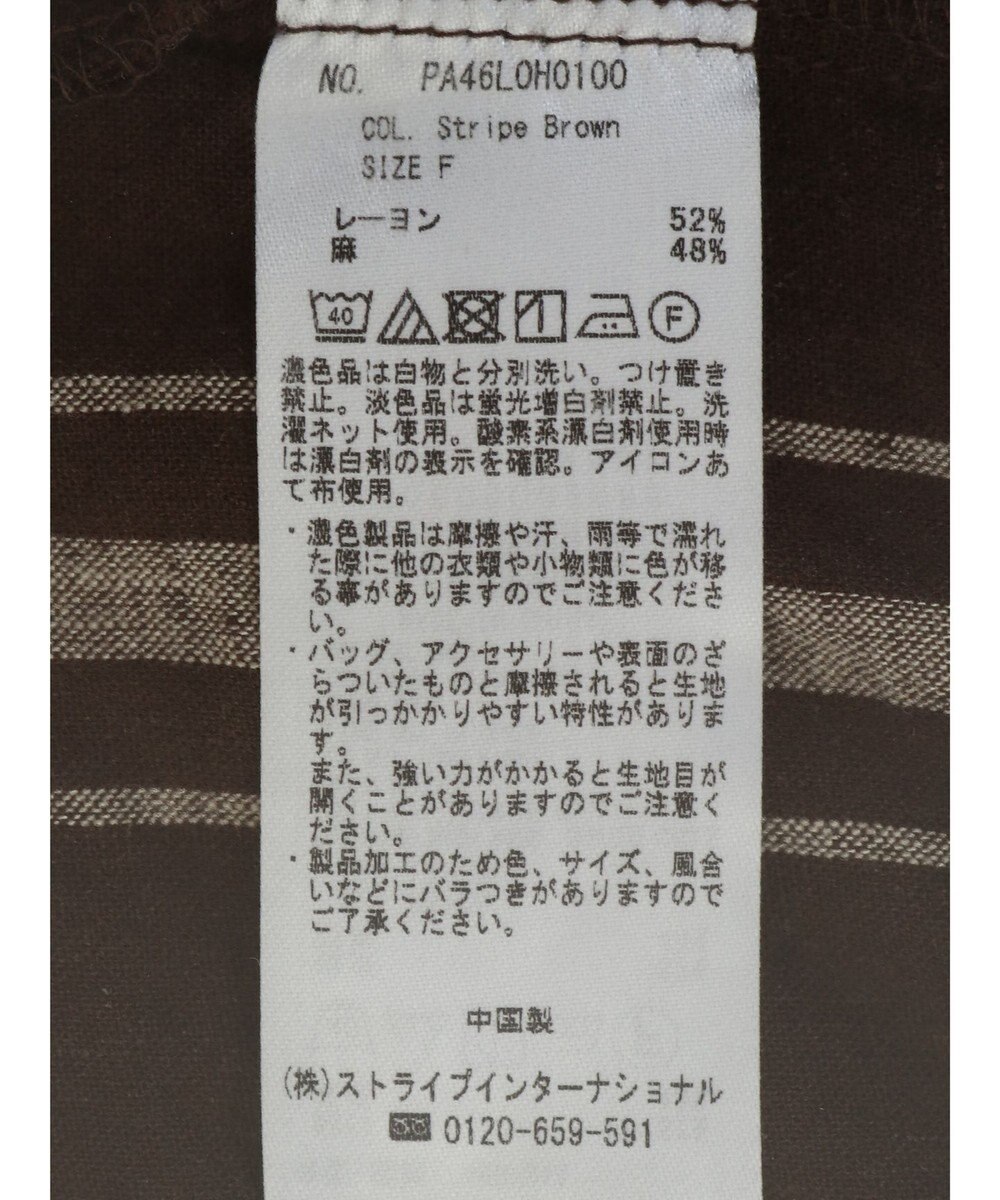 NO. PA46L0H0100
COL. Stripe Brown
SIZE F
レーヨン 52%
麻 48%
40 F
濃色品は白物と分別洗い。つけ置き
禁止。淡色品は蛍光増白剤禁止。洗
濯ネット使用。酸素系漂白剤使用時
は漂白剤の表示を確認。アイロンあ
て布使用。
・濃色製品は摩擦や汗、雨等で濡れ
た際に他の衣類や小物類に色が移
る事がありますのでご注意くださ
い。
・バッグ、アクセサリーや表面のざ
らついたものと摩擦されると生地
が引っかかりやすい特性がありま
す。
また、強い力がかかると生地目が
開くことがありますのでご注意く
ださい。
・製品加工のため色、サイズ、風合
いなどにバラつきがありますので
ご了承ください。
中国製
(株)ストライプインターナショナル
0120-659-591